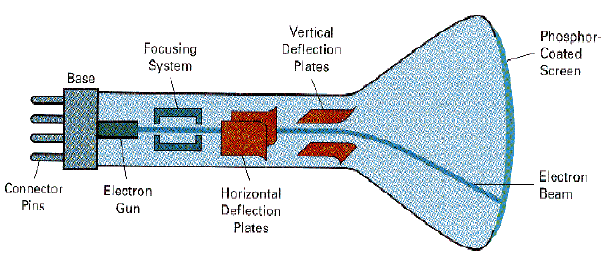 Vertical
Deflection
Plates
Phosphor-
Coated
Screen
Focusing
System
Base
Connector
Pins
Electron
Gun
Horizontal
Deflection
Plates
Electron
Beam